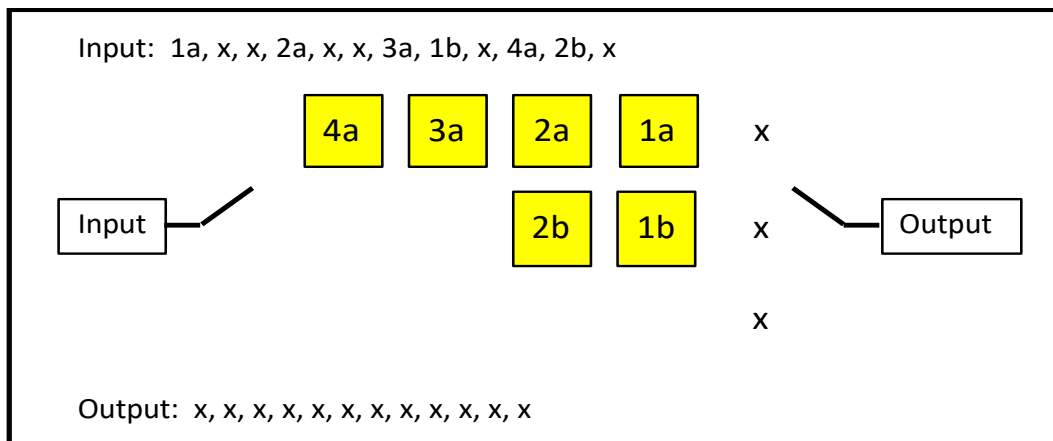 Input: 1a, x, x, 2a, x, x, 3a, 1b, x, 4a, 2b, x
4a 3a 2a 1a x
Input 2b 1b x Output
x
Output: x, x, x, x, x, x, x, x, x, x, x, x